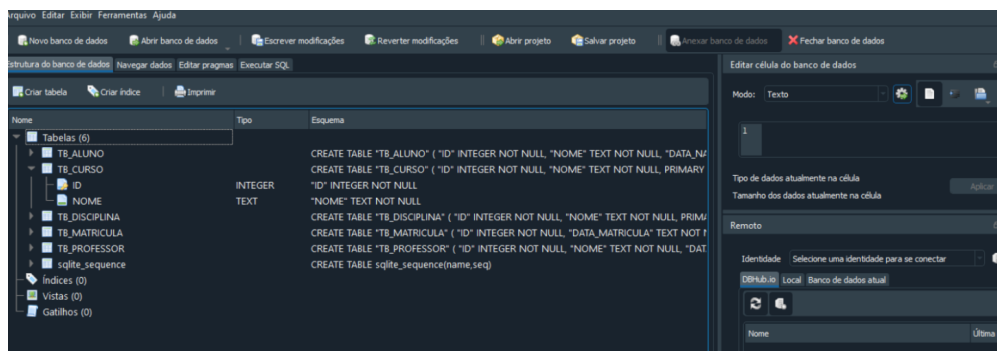 Arquivo Editar Exibir Ferramentas Ajuda
Novo banco de dados Abrir banco de dados Escrever modificações Reverter modificações Abrir projeto Salvar projeto Anexar banco de dados Fechar banco de dados
Estrutura do banco de dados Navegar dados Editar pragmas Executar SQL
Criar tabela Criar índice Imprimir
Nome Tipo Esquema
Tabelas (6)
TB_ALUNO CREATE TABLE "TB_ALUNO" ( "ID" INTEGER NOT NULL, "NOME" TEXT NOT NULL, "DATA_NA
TB_CURSO CREATE TABLE "TB_CURSO" ( "ID" INTEGER NOT NULL, "NOME" TEXT NOT NULL, PRIMARY
ID INTEGER "ID" INTEGER NOT NULL
NOME TEXT "NOME" TEXT NOT NULL
TB_DISCIPLINA CREATE TABLE "TB_DISCIPLINA" ( "ID" INTEGER NOT NULL, "NOME" TEXT NOT NULL, PRIMA
TB_MATRICULA CREATE TABLE "TB_MATRICULA" ( "ID" INTEGER NOT NULL, "DATA_MATRICULA" TEXT NOT N
TB_PROFESSOR CREATE TABLE "TB_PROFESSOR" ( "ID" INTEGER NOT NULL, "NOME" TEXT NOT NULL, "DAT.
sqlite_sequence CREATE TABLE sqlite_sequence(name,seq)
Índices (0)
Vistas (0)
Gatilhos (0)
Editar célula do banco de dados
Modo: Texto
1
Tipo de dados atualmente na célula
Tamanho dos dados atualmente na célula
Aplicar
Remoto
Identidade Selecione uma identidade para se conectar
DBHub.io Local Banco de dados atual
Nome Última